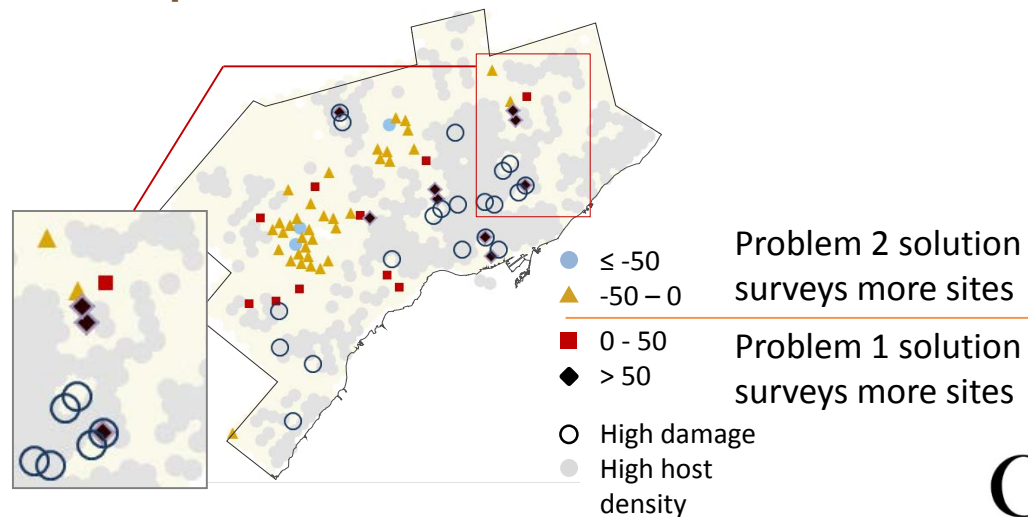 ≤ -50
-50 – 0
Problem 2 solution
surveys more sites
0 - 50
> 50
Problem 1 solution
surveys more sites
High damage
High host
density